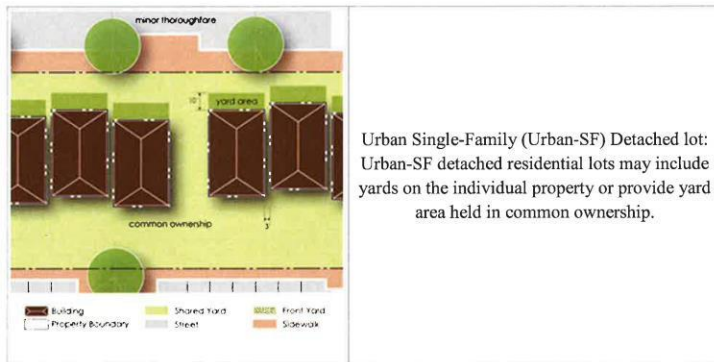 minor thoroughfare
10'
yard area
common ownership
3'
Building
Shared Yard
Front Yard
Property Boundary
Street
Sidewalk
Urban Single-Family (Urban-SF) Detached lot:
Urban-SF detached residential lots may include
yards on the individual property or provide yard
area held in common ownership.